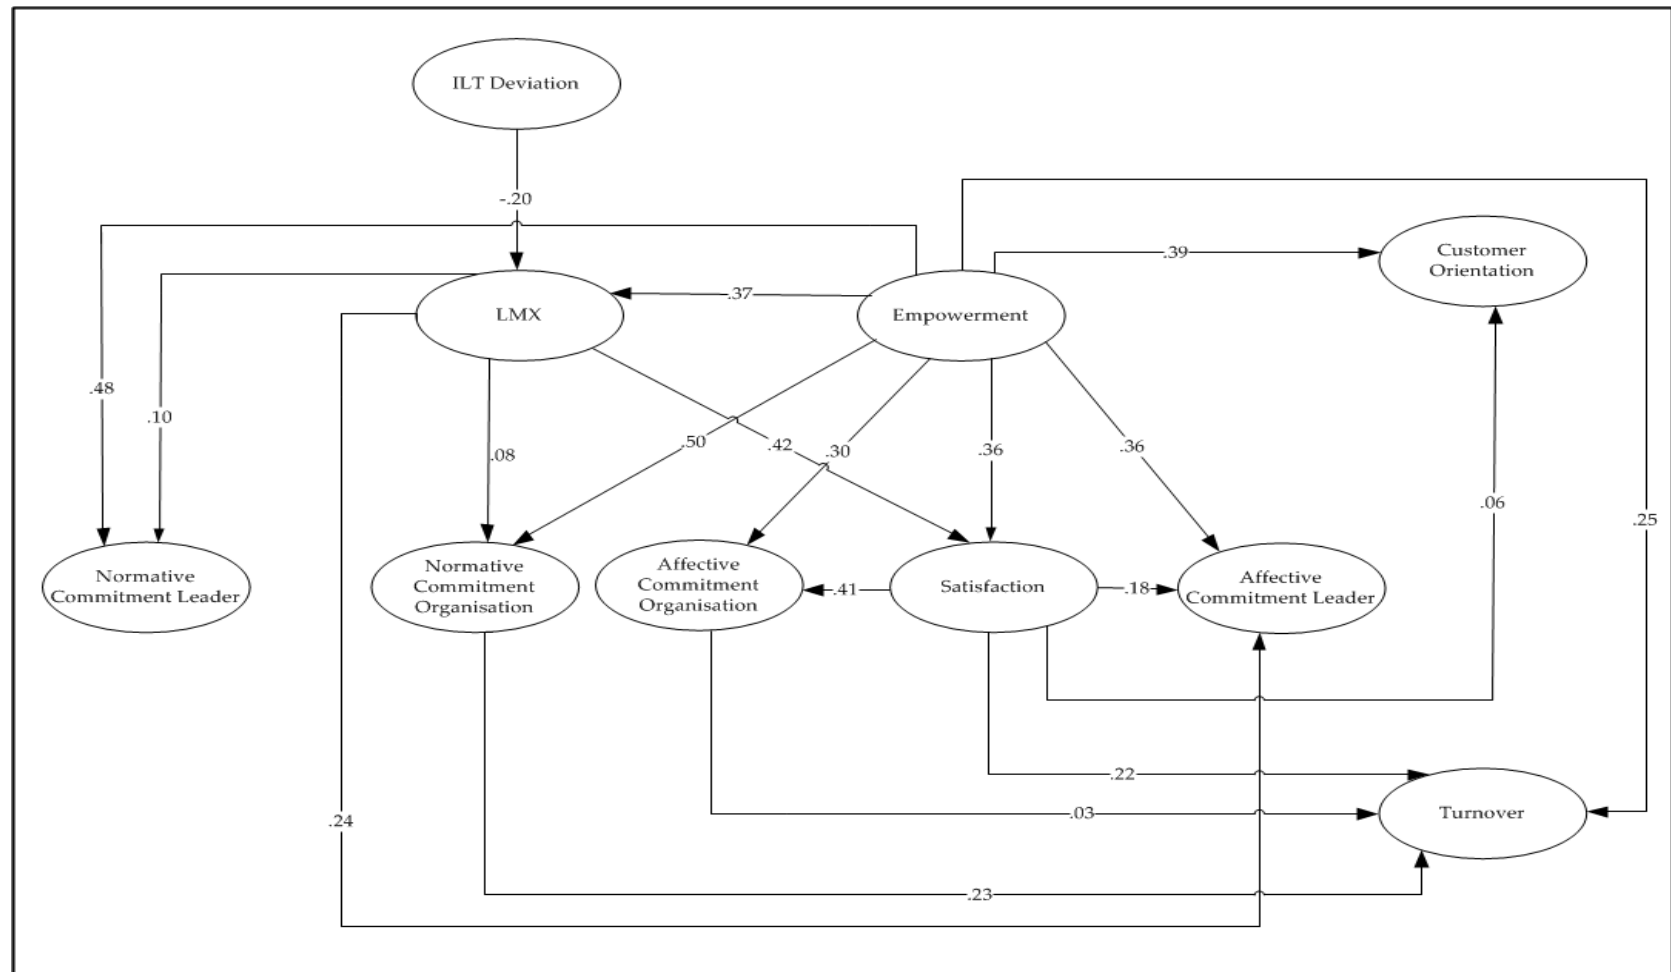 ILT Deviation
-.20
Customer
Orientation
.39
.37
LMX
Empowerment
.48
.10
.08
.50
.42
.30
.36
.36
.06
.25
Normative
Commitment Leader
Normative
Commitment
Organisation
Affective
Commitment
Organisation
.41
Satisfaction
.18
Affective
Commitment Leader
.22
.03
Turnover
.24
.23